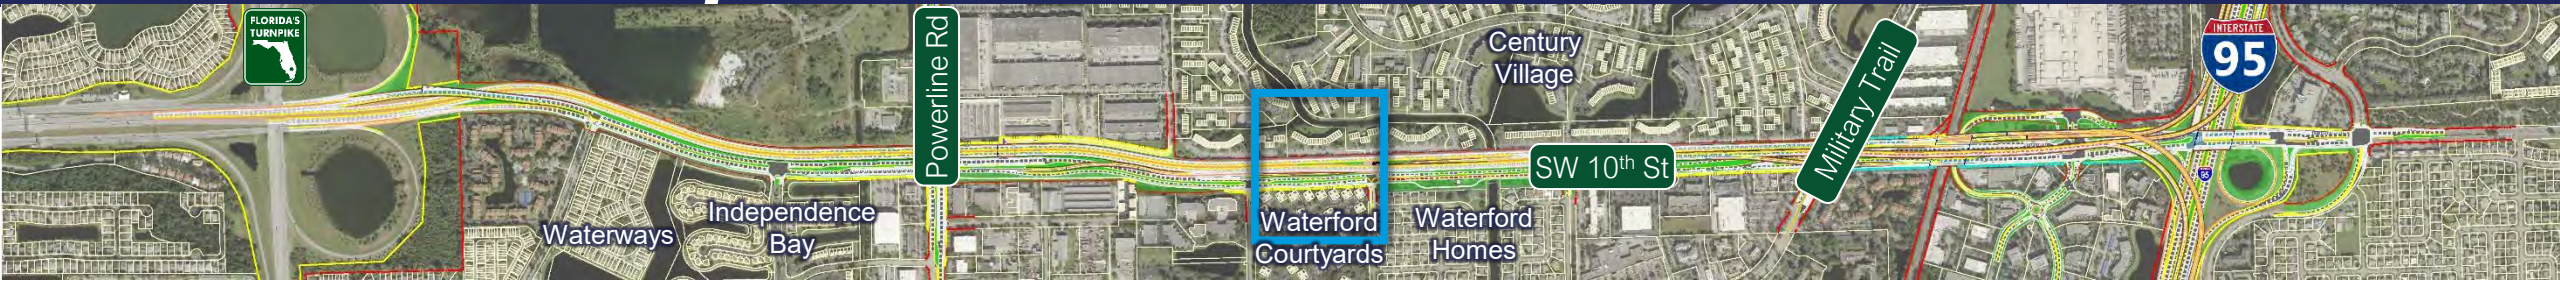 FLORIDA'S
TURNPIKE
Powerline Rd
Century
Village
Military Trail
INTERSTATE
95
SW 10th St
95
Independence
Bay
Waterways
Waterford
Courtyards
Waterford
Homes